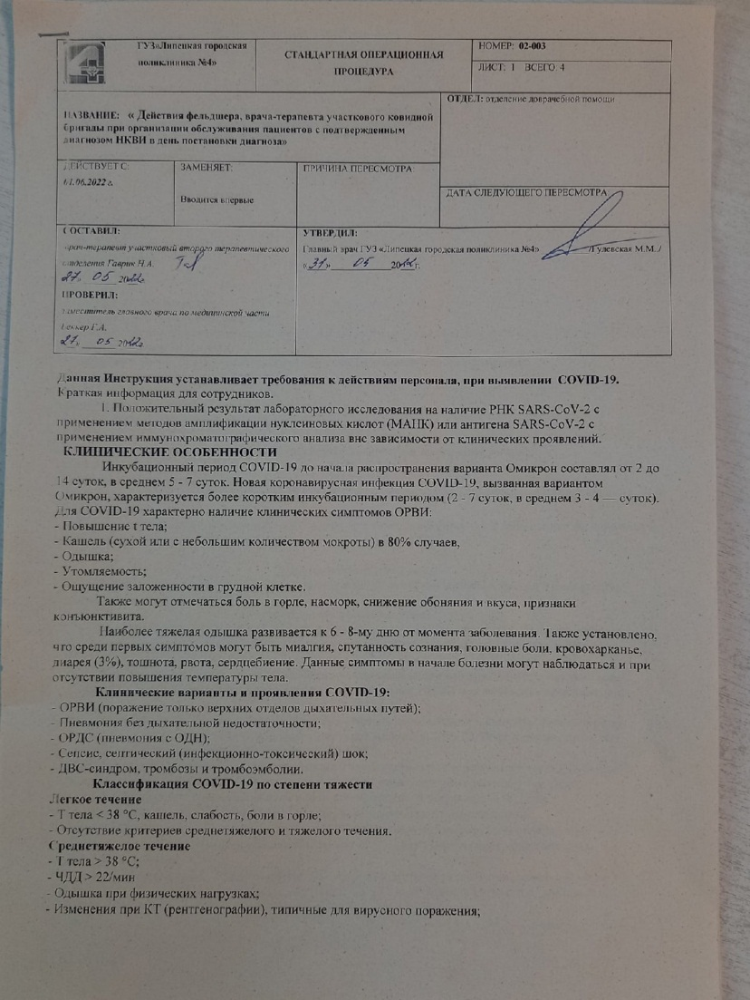 ГУЗ«Липецкая городская
поликлиника №4»
СТАНДАРТНАЯ ОПЕРАЦИОННАЯ
ПРОЦЕДУРА
НОМЕР: 02-003
ЛИСТ: 1 ВСЕГО 4
НАЗВАНИЕ: « Действия фельдшера, врача-терапевта участкового ковидной
бригады при организации обслуживания пациентов с подтвержденным
диагнозом НКВИ в день постановки диагноза»
ОТДЕЛ: отделение доврачебной помощи
ДЕЙСТВУЕТ С:
01.06.2022 г.
ЗАМЕНЯЕТ:
Вводится впервые
ПРИЧИНА ПЕРЕСМОТРА
ДАТА СЛЕДУЮЩЕГО ПЕРЕСМОТРА
СОСТАВИЛ:
врач-терапевт участковый второго терапевтического
отделения Гаврик Н.А.
27» 05 2022г
ПРОВЕРИЛ:
заместитель главного врача по медицинской части
Беккер Г.А.
27» 05 2022г
УТВЕРДИЛ:
Главный врач ГУЗ «Липецкая городская поликлиника №4» /Гулевская М.М./
«31» 05 2022г.
Данная Инструкция устанавливает требования к действиям персонала, при выявлении COVID-19.
Краткая информация для сотрудников.
1. Положительный результат лабораторного исследования на наличие РНК SARS-CoV-2 с
применением методов амплификации нуклеиновых кислот (МАНК) или антигена SARS-CoV-2 с
применением иммунохроматографического анализа вне зависимости от клинических проявлений.
КЛИНИЧЕСКИЕ ОСОБЕННОСТИ
Инкубационный период COVID-19 до начала распространения варианта Омикрон составлял от 2 до
14 суток, в среднем 5 - 7 суток. Новая коронавирусная инфекция COVID-19, вызванная вариантом
Омикрон, характеризуется более коротким инкубационным периодом (2 - 7 суток, в среднем 3 - 4 — суток).
Для COVID-19 характерно наличие клинических симптомов ОРВИ:
- Повышение t тела;
- Кашель (сухой или с небольшим количеством мокроты) в 80% случаев,
- Одышка;
- Утомляемость;
- Ощущение заложенности в грудной клетке.
Также могут отмечаться боль в горле, насморк, снижение обоняния и вкуса, признаки
конъюнктивита.
Наиболее тяжелая одышка развивается к 6 - 8-му дню от момента заболевания. Также установлено,
что среди первых симптомов могут быть миалгия, спутанность сознания, головные боли, кровохарканье,
диарея (3%), тошнота, рвота, сердцебиение. Данные симптомы в начале болезни могут наблюдаться и при
отсутствии повышения температуры тела.
Клинические варианты и проявления COVID-19:
- ОРВИ (поражение только верхних отделов дыхательных путей);
- Пневмония без дыхательной недостаточности;
- ОРДС (пневмония с ОДН);
- Сепсис, септический (инфекционно-токсический) шок;
- ДВС-синдром, тромбозы и тромбоэмболии.
Классификация COVID-19 по степени тяжести
Легкое течение
- Т тела < 38 °C, кашель, слабость, боли в горле;
- Отсутствие критериев среднетяжелого и тяжелого течения.
Среднетяжелое течение
- Т тела > 38 °C;
- ЧДД > 22/мин
- Одышка при физических нагрузках;
- Изменения при КТ (рентгенографии), типичные для вирусного поражения;